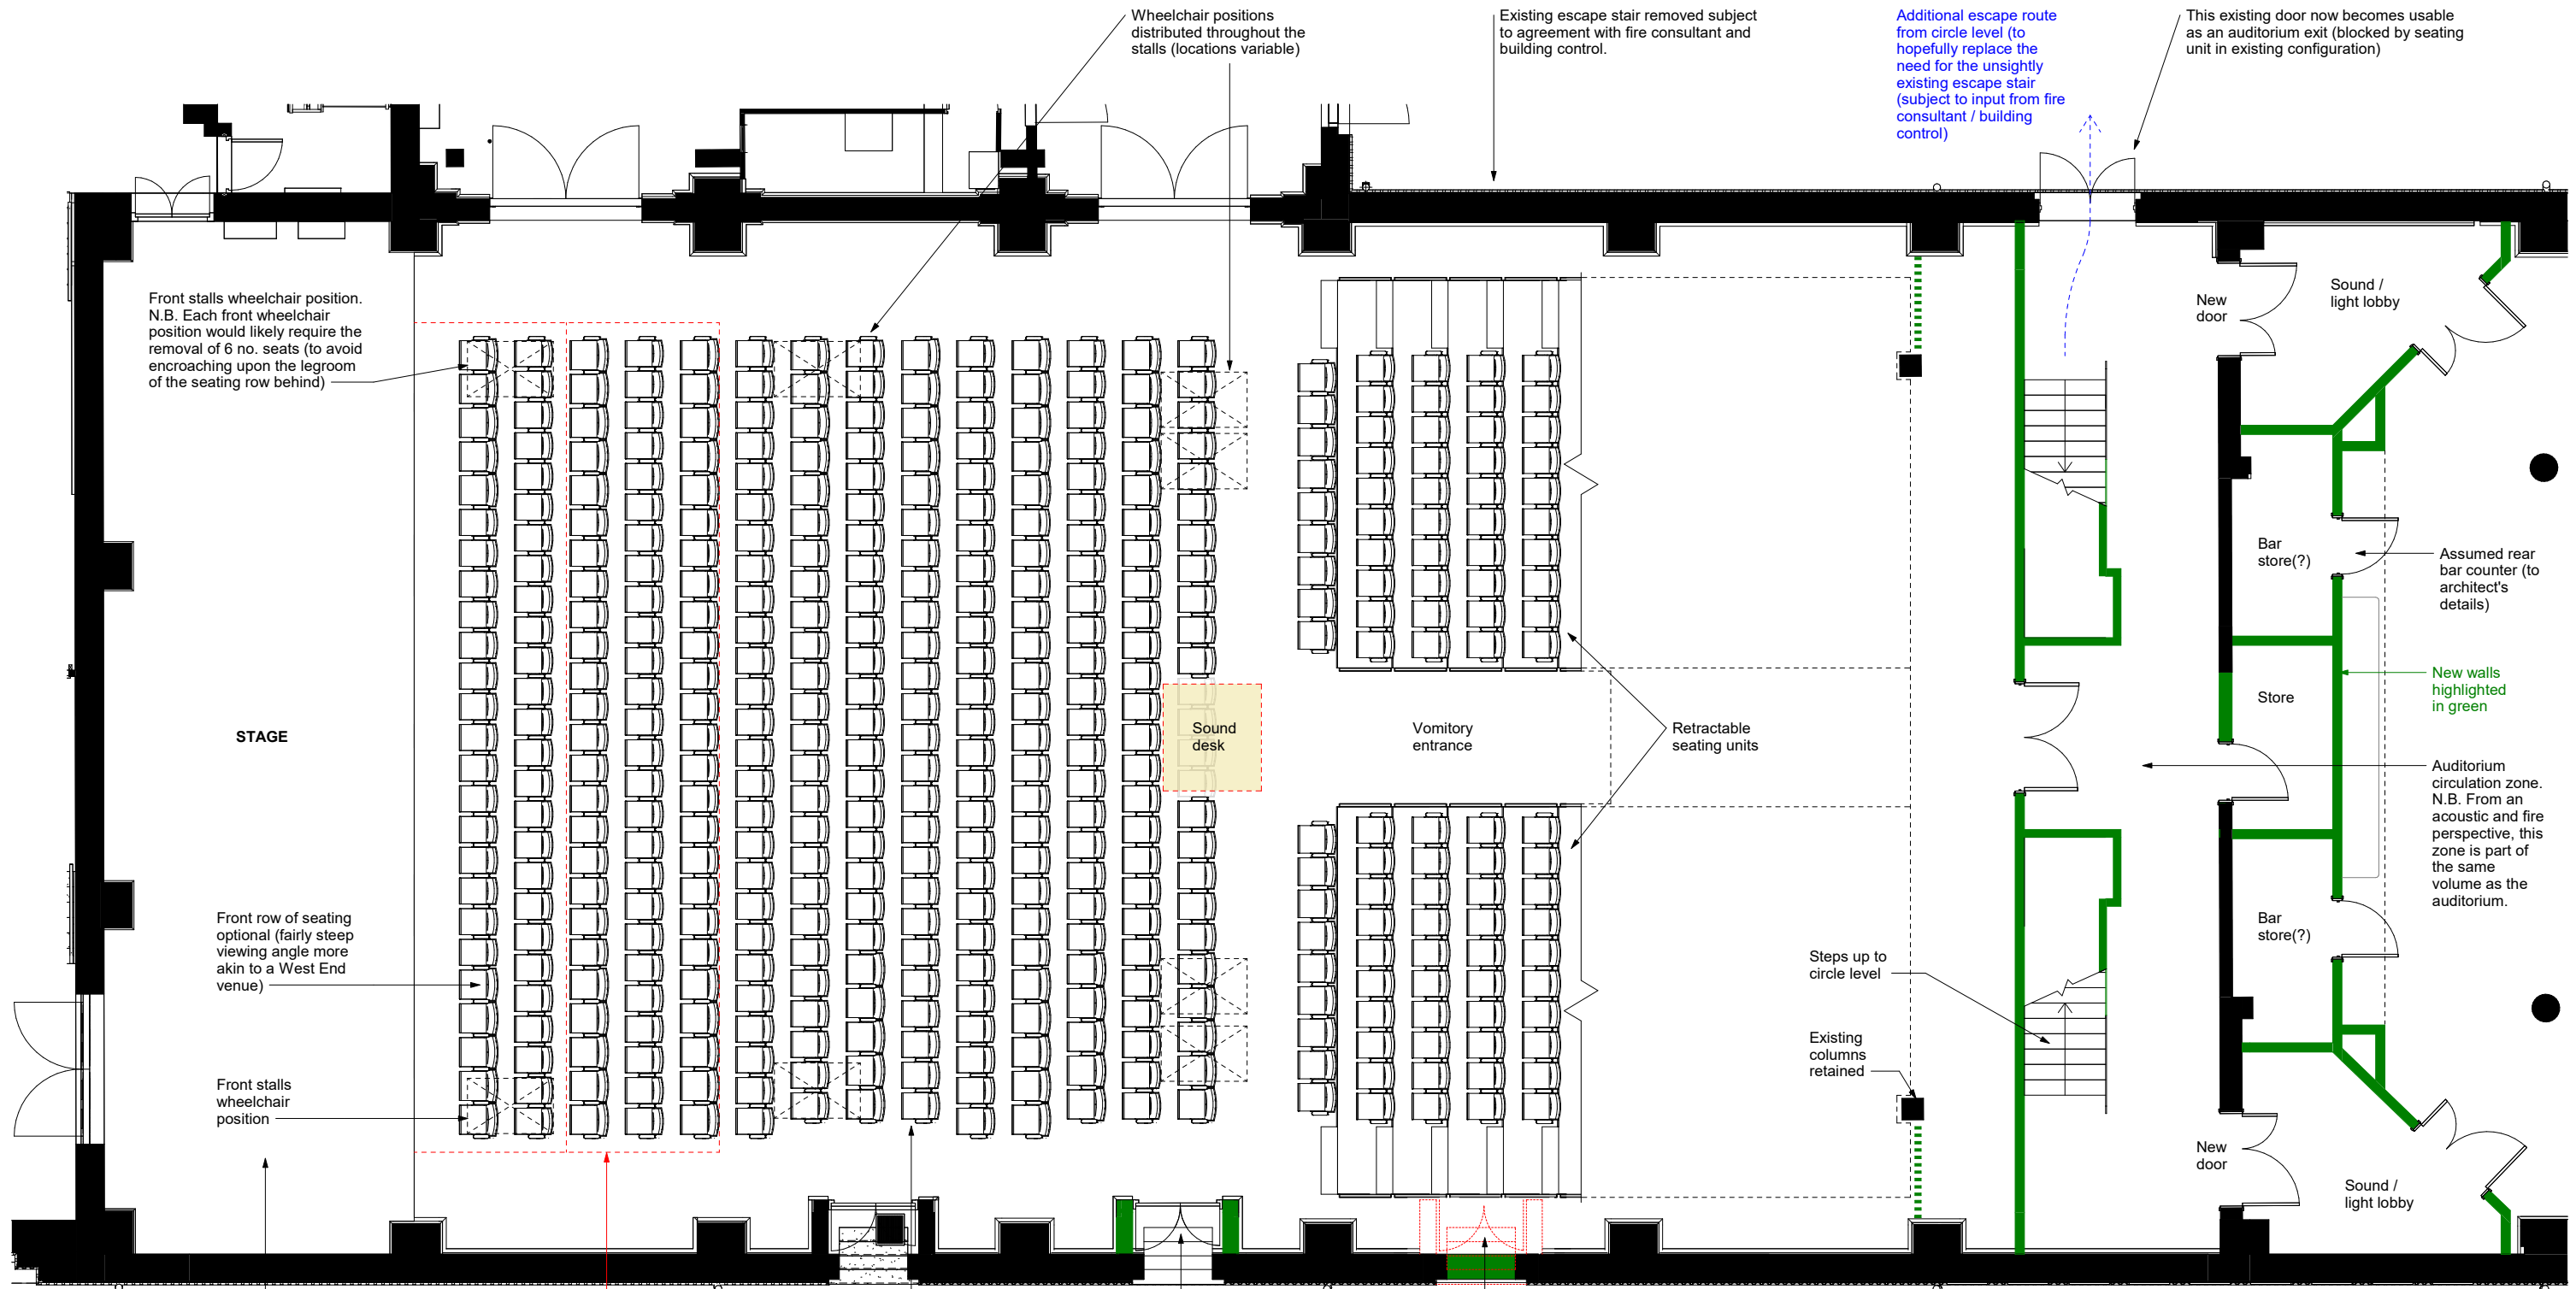 Wheelchair positions
distributed throughout the
stalls (locations variable)
Existing escape stair removed subject
to agreement with fire consultant and
building control.
Additional escape route
from circle level (to
hopefully replace the
need for the unsightly
existing escape stair
(subject to input from fire
consultant / building
control)
This existing door now becomes usable
as an auditorium exit (blocked by seating
unit in existing configuration)
Front stalls wheelchair position.
N.B. Each front wheelchair
position would likely require the
removal of 6 no. seats (to avoid
encroaching upon the legroom
of the seating row behind)
New
door
Sound /
light lobby
Bar
store(?)
Assumed rear
bar counter (to
architect's
details)
New walls
highlighted
in green
Store
STAGE
Sound
desk
Vomitory
entrance
Retractable
seating units
Auditorium
circulation zone.
N.B. From an
acoustic and fire
perspective, this
zone is part of
the same
volume as the
auditorium.
Front row of seating
optional (fairly steep
viewing angle more
akin to a West End
venue)
Bar
store(?)
Steps up to
circle level
Existing
columns
retained
Front stalls
wheelchair
position
New
door
Sound /
light lobby